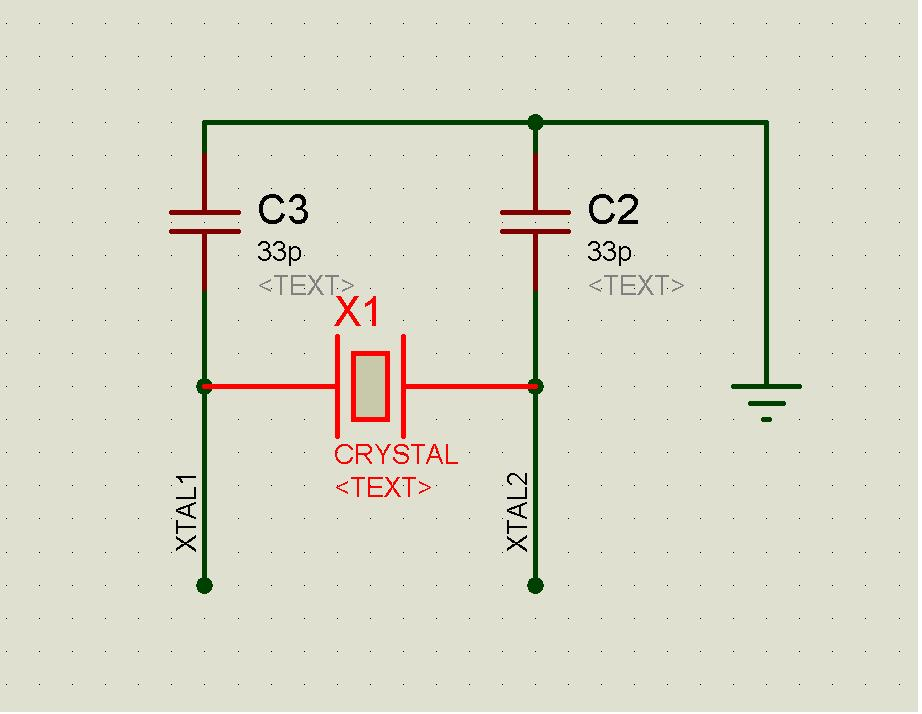 C3
33p
<TEXT>
C2
33p
<TEXT>
X1
CRYSTAL
<TEXT>
XTAL1
XTAL2